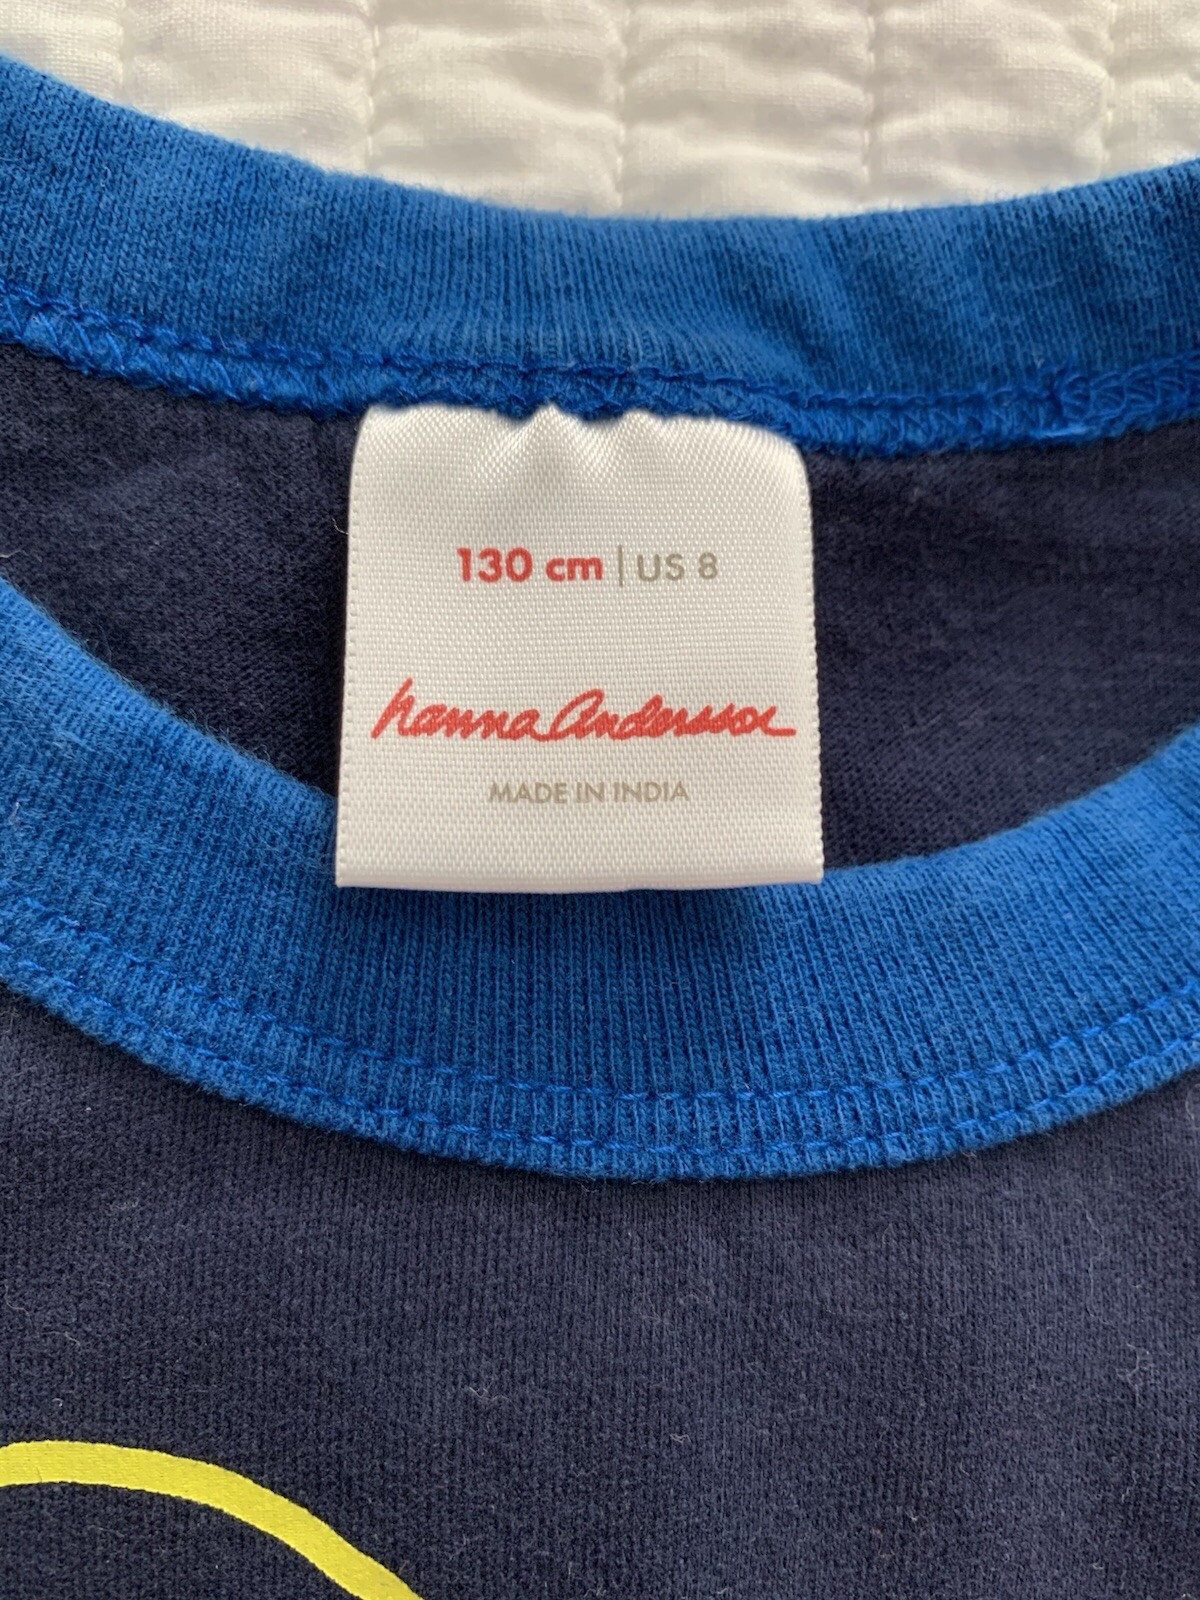 130 cm | US 8
hanna Andersson
MADE IN INDIA